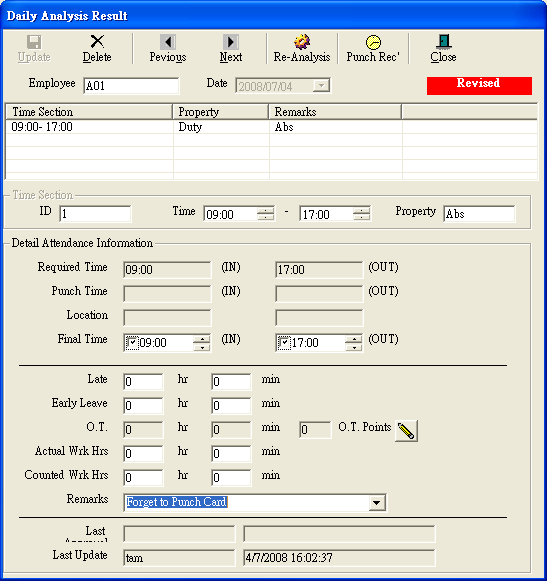 Daily Analysis Result
Update Delete Pevious Next Re-Analysis Punch Rec' Close
Employee A01 Date 2008/07/04 Revised
Time Section Property Remarks
09:00- 17:00 Duty Abs
Time Section
ID 1 Time 09:00 - 17:00 Property Abs
Detail Attendance Information
Required Time 09:00 (IN) 17:00 (OUT)
Punch Time (IN) (OUT)
Location
Final Time 09:00 (IN) 17:00 (OUT)
Late 0 hr 0 min
Early Leave 0 hr 0 min
O.T. 0 hr 0 min 0 O.T. Points
Actual Wrk Hrs 0 hr 0 min
Counted Wrk Hrs 0 hr 0 min
Remarks Forget to Punch Card
Last
Last Update tam 4/7/2008 16:02:37